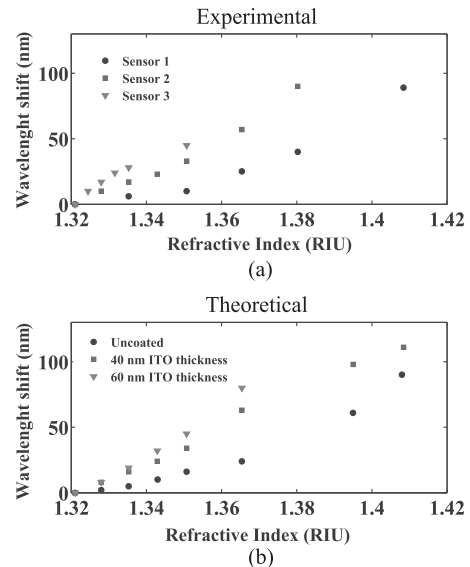 Experimental
Sensor 1
Sensor 2
Sensor 3
Wavelenght shift (nm)
100
50
0
1.32 1.34 1.36 1.38 1.4 1.42
Refractive Index (RIU)
(a)
Theoretical
Uncoated
40 nm ITO thickness
60 nm ITO thickness
Wavelenght shift (nm)
100
50
0
1.32 1.34 1.36 1.38 1.4 1.42
Refractive Index (RIU)
(b)